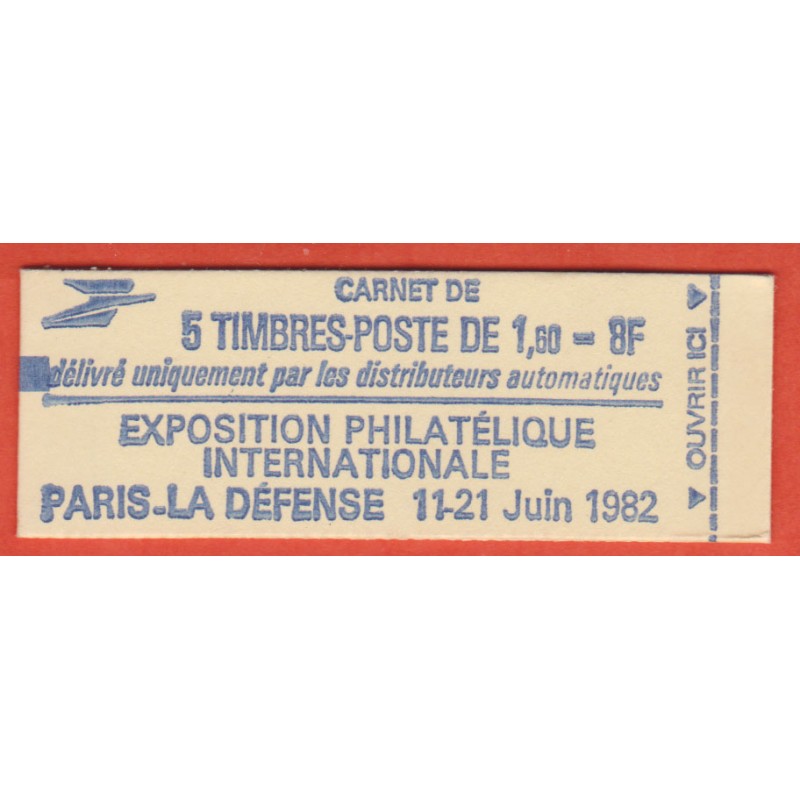 CARNET DE
5 TIMBRES-POSTE DE 1,60 = 8F
délivré uniquement par les distributeurs automatiques
EXPOSITION PHILATÉLIQUE
INTERNATIONALE
PARIS-LA DÉFENSE 11-21 Juin 1982
OUVRIR ICI